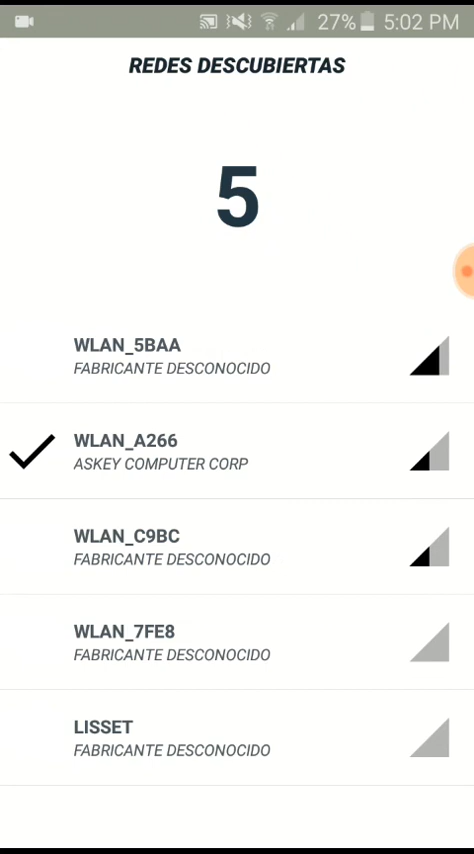 27% 5:02 PM
REDES DESCUBIERTAS
5
WLAN_5BAA
FABRICANTE DESCONOCIDO
WLAN_A266
ASKEY COMPUTER CORP
WLAN_C9BC
FABRICANTE DESCONOCIDO
WLAN_7FE8
FABRICANTE DESCONOCIDO
LISSET
FABRICANTE DESCONOCIDO